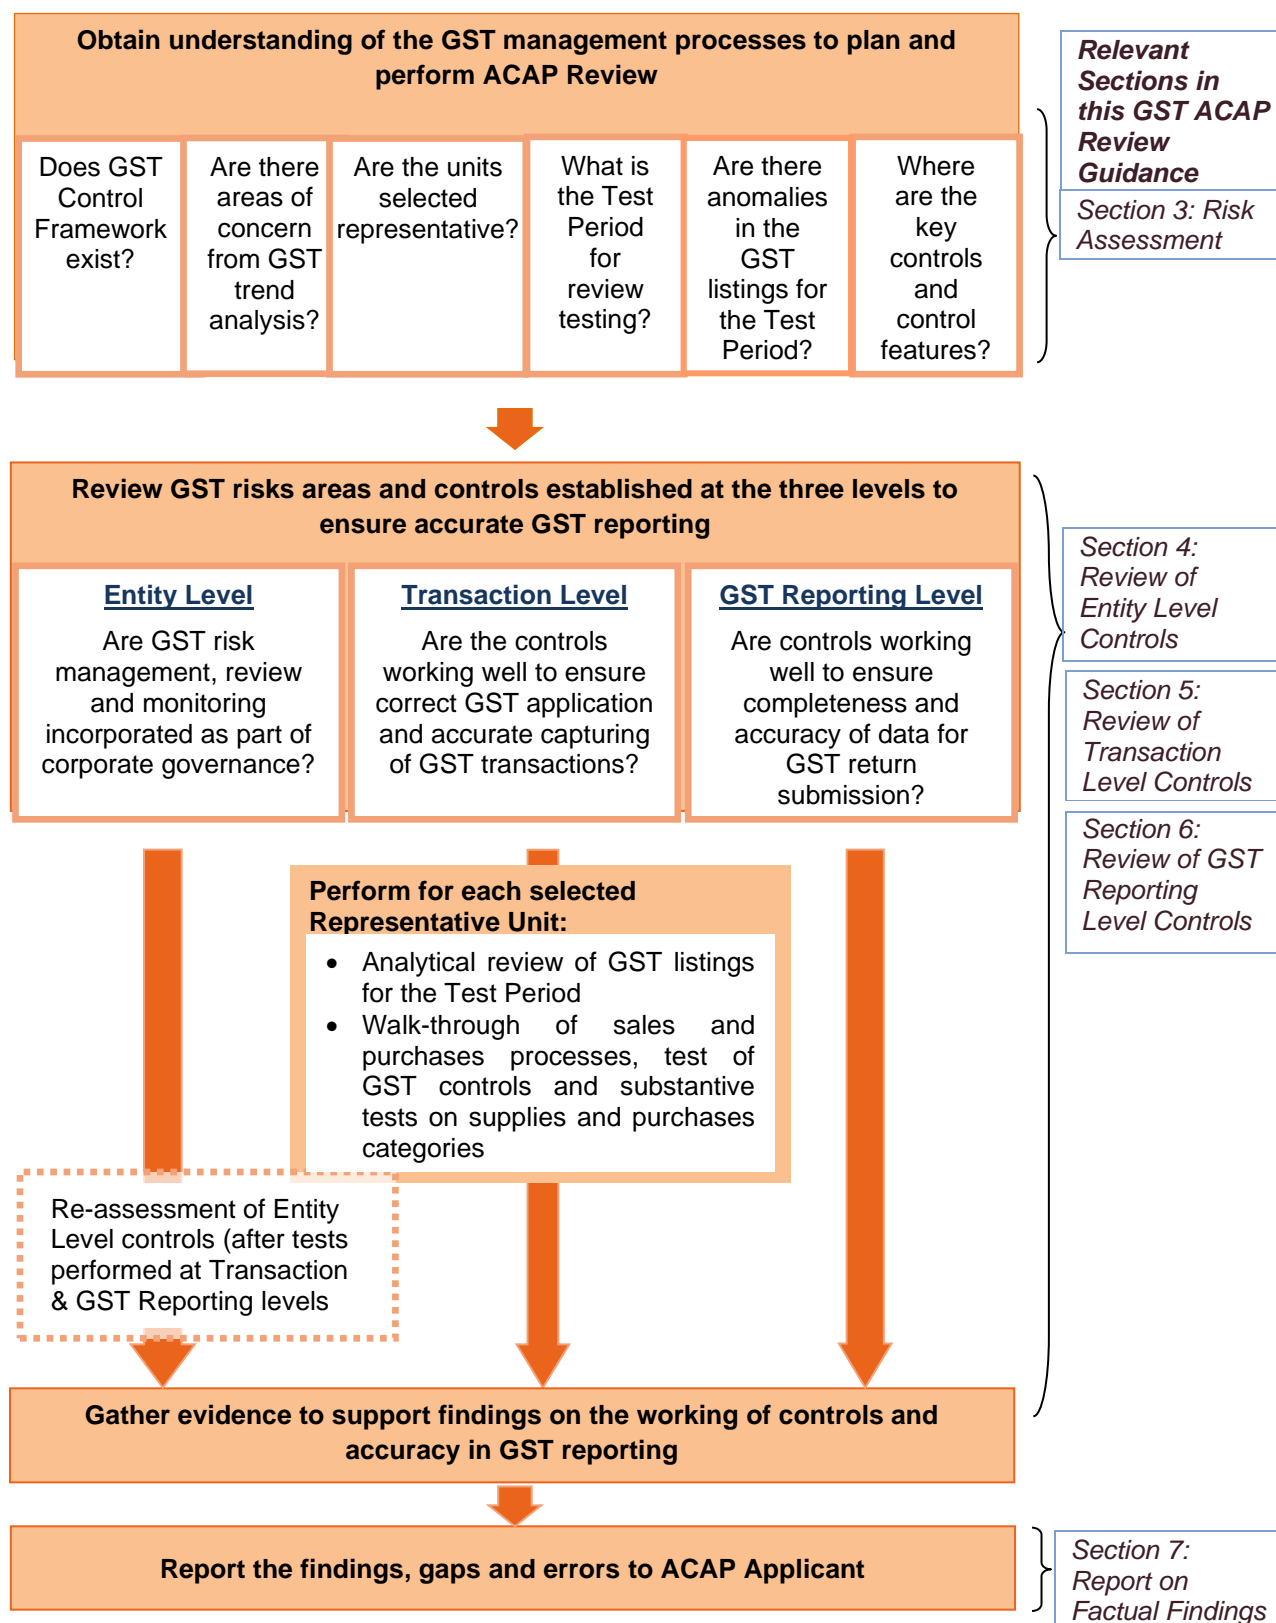 Obtain understanding of the GST management processes to plan and
perform ACAP Review
Relevant
Sections in
this GST ACAP
Review
Guidance
Does GST
Control
Framework
exist?
Are there
areas of
concern
from GST
trend
analysis?
Are the units
selected
representative?
What is
the Test
Period
for
review
testing?
Are there
anomalies
in the
GST
listings for
the Test
Period?
Where
are the
key
controls
and
control
features?
Section 3: Risk
Assessment
Review GST risks areas and controls established at the three levels to
ensure accurate GST reporting
Entity Level
Are GST risk
management, review
and monitoring
incorporated as part of
corporate governance?
Transaction Level
Are the controls
working well to ensure
correct GST application
and accurate capturing
of GST transactions?
GST Reporting Level
Are controls working
well to ensure
completeness and
accuracy of data for
GST return
submission?
Section 4:
Review of
Entity Level
Controls
Section 5:
Review of
Transaction
Level Controls
Section 6:
Review of GST
Reporting
Level Controls
Perform for each selected
Representative Unit:
• Analytical review of GST listings
for the Test Period
• Walk-through of sales and
purchases processes, test of
GST controls and substantive
tests on supplies and purchases
categories
Re-assessment of Entity
Level controls (after tests
performed at Transaction
& GST Reporting levels
Gather evidence to support findings on the working of controls and
accuracy in GST reporting
Report the findings, gaps and errors to ACAP Applicant
Section 7:
Report on
Factual Findings